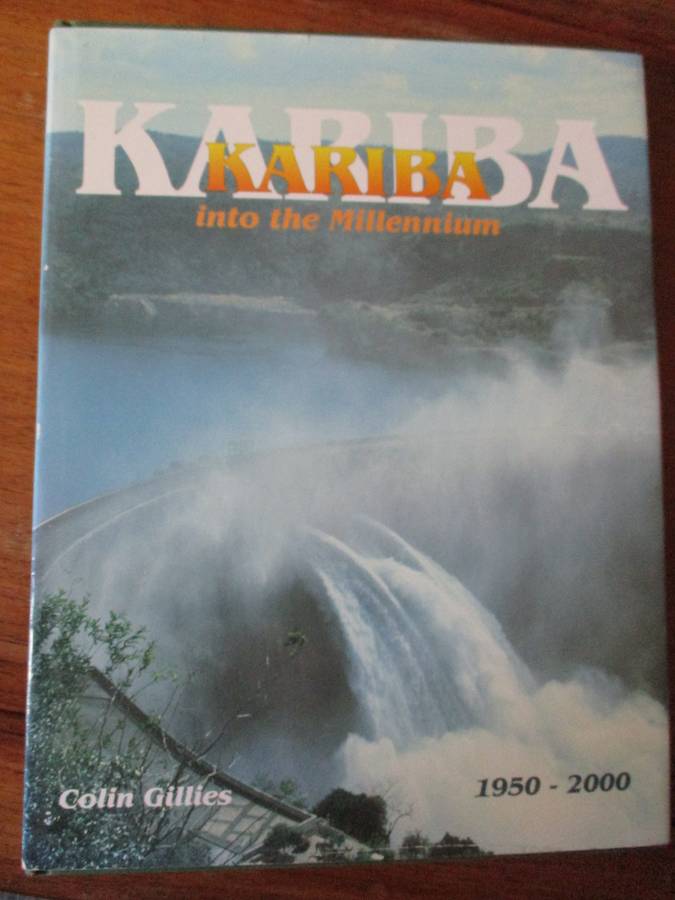 KARIBA
KARIBA
into the Millennium
Colin Gillies
1950 - 2000